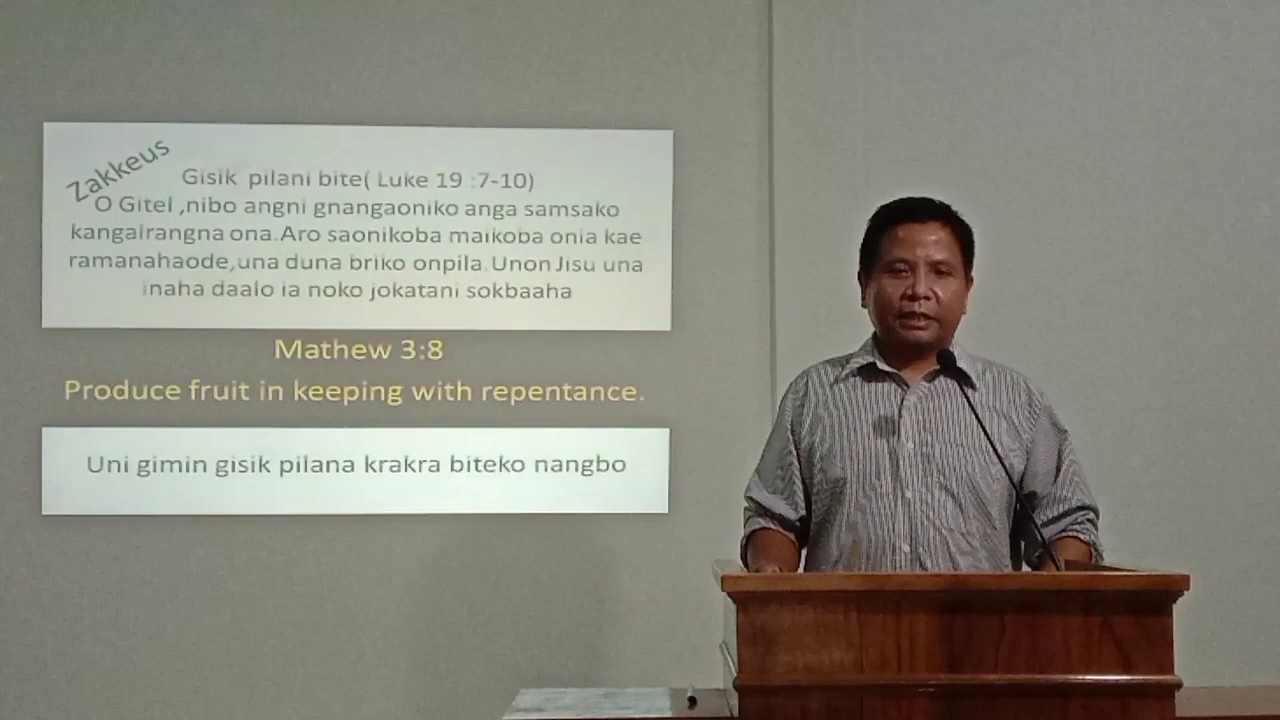 Zakkeus
Gisik pilani bite( Luke 19 :7-10)
O Gitel ,nibo angni gnangaoniko anga samsako
kangalrangna ona.Aro saonikoba maikoba onia kae
ramanahaode,una duna briko onpila.Unon Jisu una
inaha daalo ia noko jokatani sokbaaha
Mathew 3:8
Produce fruit in keeping with repentance.
Uni gimin gisik pilana krakra biteko nangbo